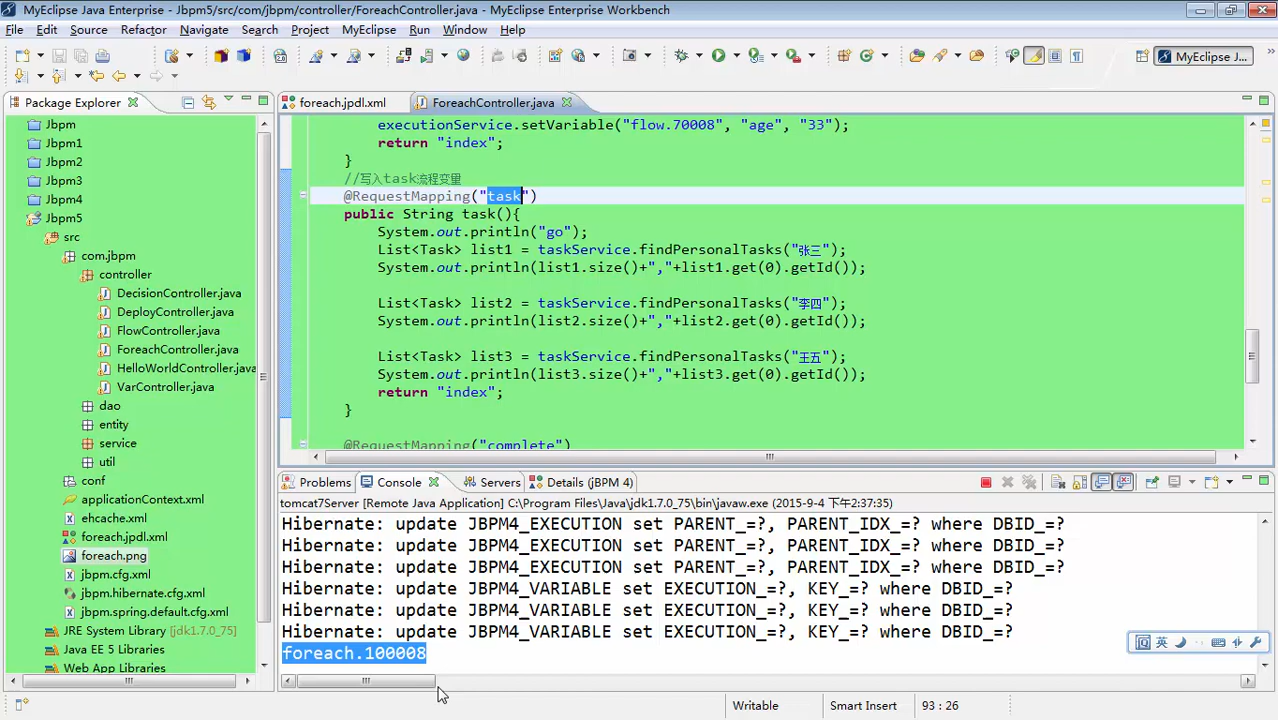 MyEclipse Java Enterprise - Jbpm5/src/com/jbpm/controller/ForeachController.java - MyEclipse Enterprise Workbench
File Edit Source Refactor Navigate Search Project MyEclipse Run Window Help
MyEclipse J...
Package Explorer
Jbpm
Jbpm1
Jbpm2
Jbpm3
Jbpm4
Jbpm5
src
com.jbpm
controller
DecisionController.java
DeployController.java
FlowController.java
ForeachController.java
HelloWorldController.java
VarController.java
dao
entity
service
util
conf
applicationContext.xml
ehcache.xml
foreach.jpdl.xml
foreach.png
jbpm.cfg.xml
jbpm.hibernate.cfg.xml
jbpm.spring.default.cfg.xml
JRE System Library [jdk1.7.0_75]
Java EE 5 Libraries
Web App Libraries
foreach.jpdl.xml ForeachController.java
executionService.setVariable("flow.70008", "age", "33");
return "index";
}
//写入task流程变量
@RequestMapping("task")
public String task(){
System.out.println("go");
List<Task> list1 = taskService.findPersonalTasks("张三");
System.out.println(list1.size()+","+list1.get(0).getId());
List<Task> list2 = taskService.findPersonalTasks("李四");
System.out.println(list2.size()+","+list2.get(0).getId());
List<Task> list3 = taskService.findPersonalTasks("王五");
System.out.println(list3.size()+","+list3.get(0).getId());
return "index";
}
@RequestMapping("complete")
Problems Console Servers Details (jBPM 4)
tomcat7Server [Remote Java Application] C:\Program Files\Java\jdk1.7.0_75\bin\javaw.exe (2015-9-4 下午2:37:35)
Hibernate: update JBPM4_EXECUTION set PARENT_=?, PARENT_IDX_=? where DBID_=?
Hibernate: update JBPM4_EXECUTION set PARENT_=?, PARENT_IDX_=? where DBID_=?
Hibernate: update JBPM4_EXECUTION set PARENT_=?, PARENT_IDX_=? where DBID_=?
Hibernate: update JBPM4_VARIABLE set EXECUTION_=?, KEY_=? where DBID_=?
Hibernate: update JBPM4_VARIABLE set EXECUTION_=?, KEY_=? where DBID_=?
Hibernate: update JBPM4_VARIABLE set EXECUTION_=?, KEY_=? where DBID_=?
foreach.100008
英
Writable Smart Insert 93 : 26